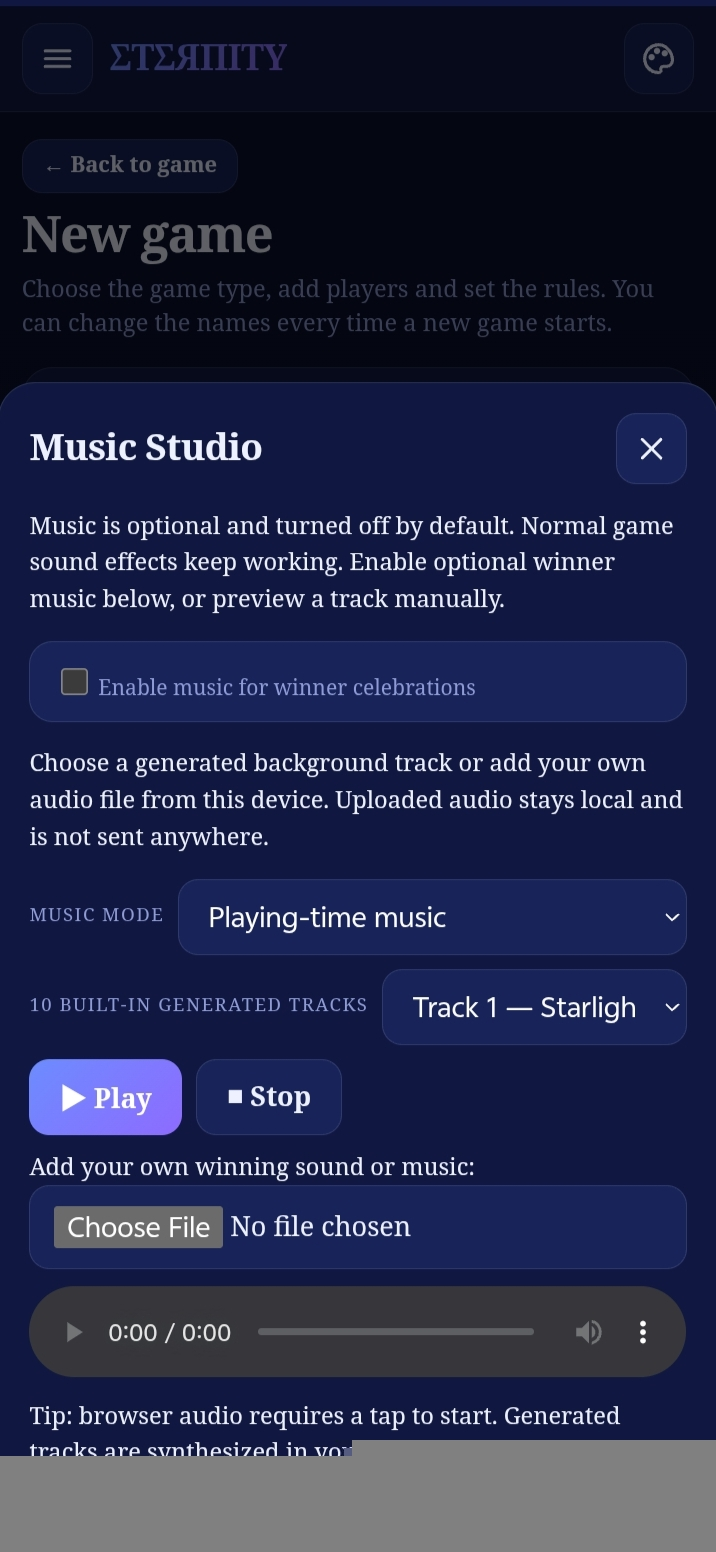 ΣTΣЯПITY
← Back to game
New game
Choose the game type, add players and set the rules. You
can change the names every time a new game starts.
Music Studio
Music is optional and turned off by default. Normal game
sound effects keep working. Enable optional winner
music below, or preview a track manually.
Enable music for winner celebrations
Choose a generated background track or add your own
audio file from this device. Uploaded audio stays local and
is not sent anywhere.
MUSIC MODE Playing-time music
10 BUILT-IN GENERATED TRACKS Track 1 — Starligh
▶ Play ■ Stop
Add your own winning sound or music:
Choose File No file chosen
0:00 / 0:00
Tip: browser audio requires a tap to start. Generated
tracks are synthesized in